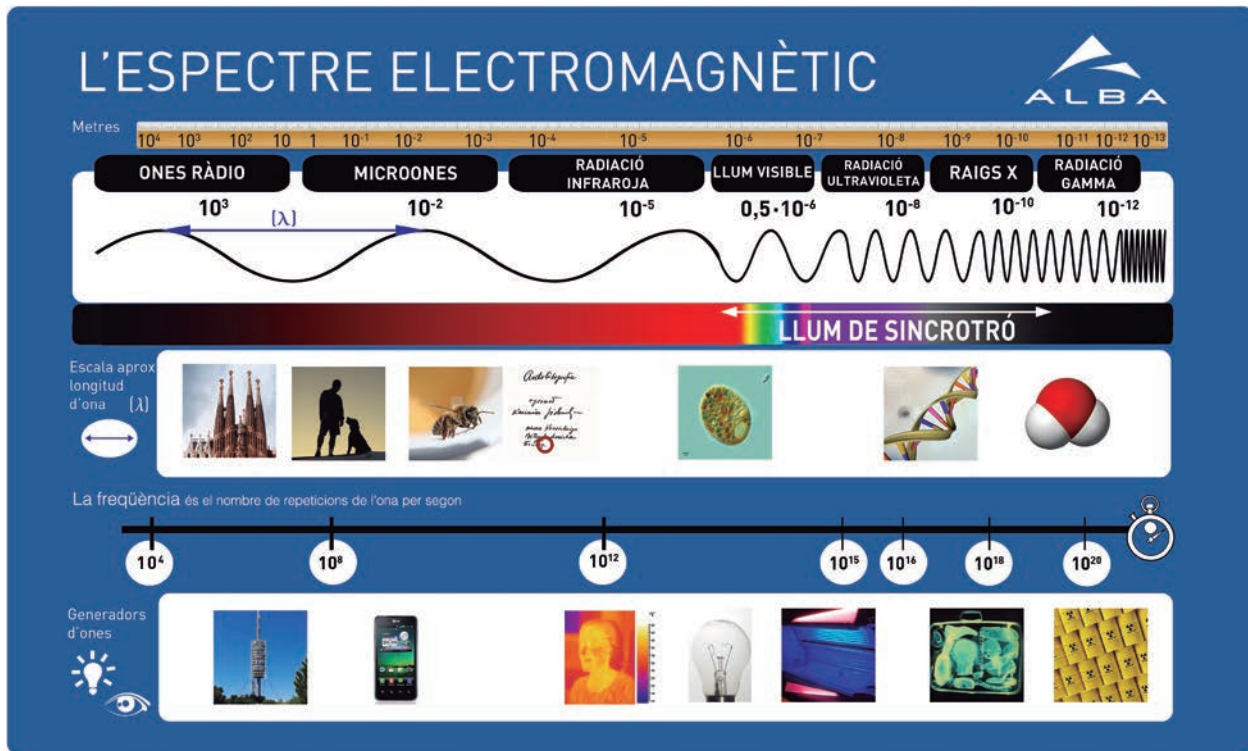 L'ESPECTRE ELECTROMAGNÈTIC
ALBA
Metres
10⁴ 10³ 10² 10 1 10⁻¹ 10⁻² 10⁻³ 10⁻⁴ 10⁻⁵ 10⁻⁶ 10⁻⁷ 10⁻⁸ 10⁻⁹ 10⁻¹⁰ 10⁻¹¹ 10⁻¹² 10⁻¹³
ONES RÀDIO
MICROONES
RADIACIÓ
INFRAROJA
LLUM VISIBLE
RADIACIÓ
ULTRAVIOLETA
RAIGS X
RADIACIÓ
GAMMA
10³ 10⁻² 10⁻⁵ 0,5·10⁻⁶ 10⁻⁸ 10⁻¹⁰ 10⁻¹²
(λ)
LLUM DE SINCROTRÓ
Escala aprox
longitud
d'ona (λ)
La freqüència és el nombre de repeticions de l'ona per segon
10⁴ 10⁸ 10¹² 10¹⁵ 10¹⁶ 10¹⁸ 10²⁰
Generadors
d'ones